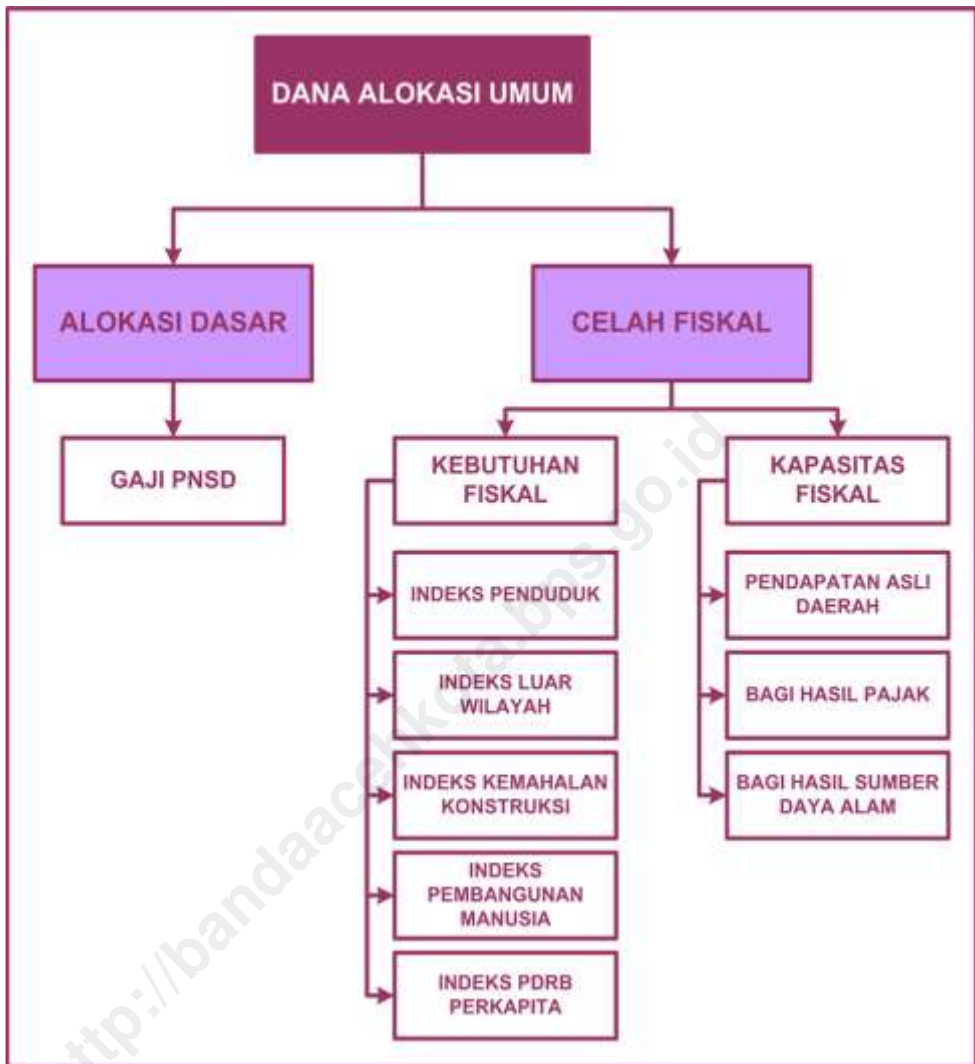 DANA ALOKASI UMUM
ALOKASI DASAR
CELAH FISKAL
GAJI PNSD
KEBUTUHAN
FISKAL
KAPASITAS
FISKAL
INDEKS PENDUDUK
INDEKS LUAR
WILAYAH
INDEKS KEMAHALAN
KONSTRUKSI
INDEKS
PEMBANGUNAN
MANUSIA
INDEKS PDRB
PERKAPITA
PENDAPATAN ASLI
DAERAH
BAGI HASIL PAJAK
BAGI HASIL SUMBER
DAYA ALAM
ttp://bandaacehkota.bps.go.id